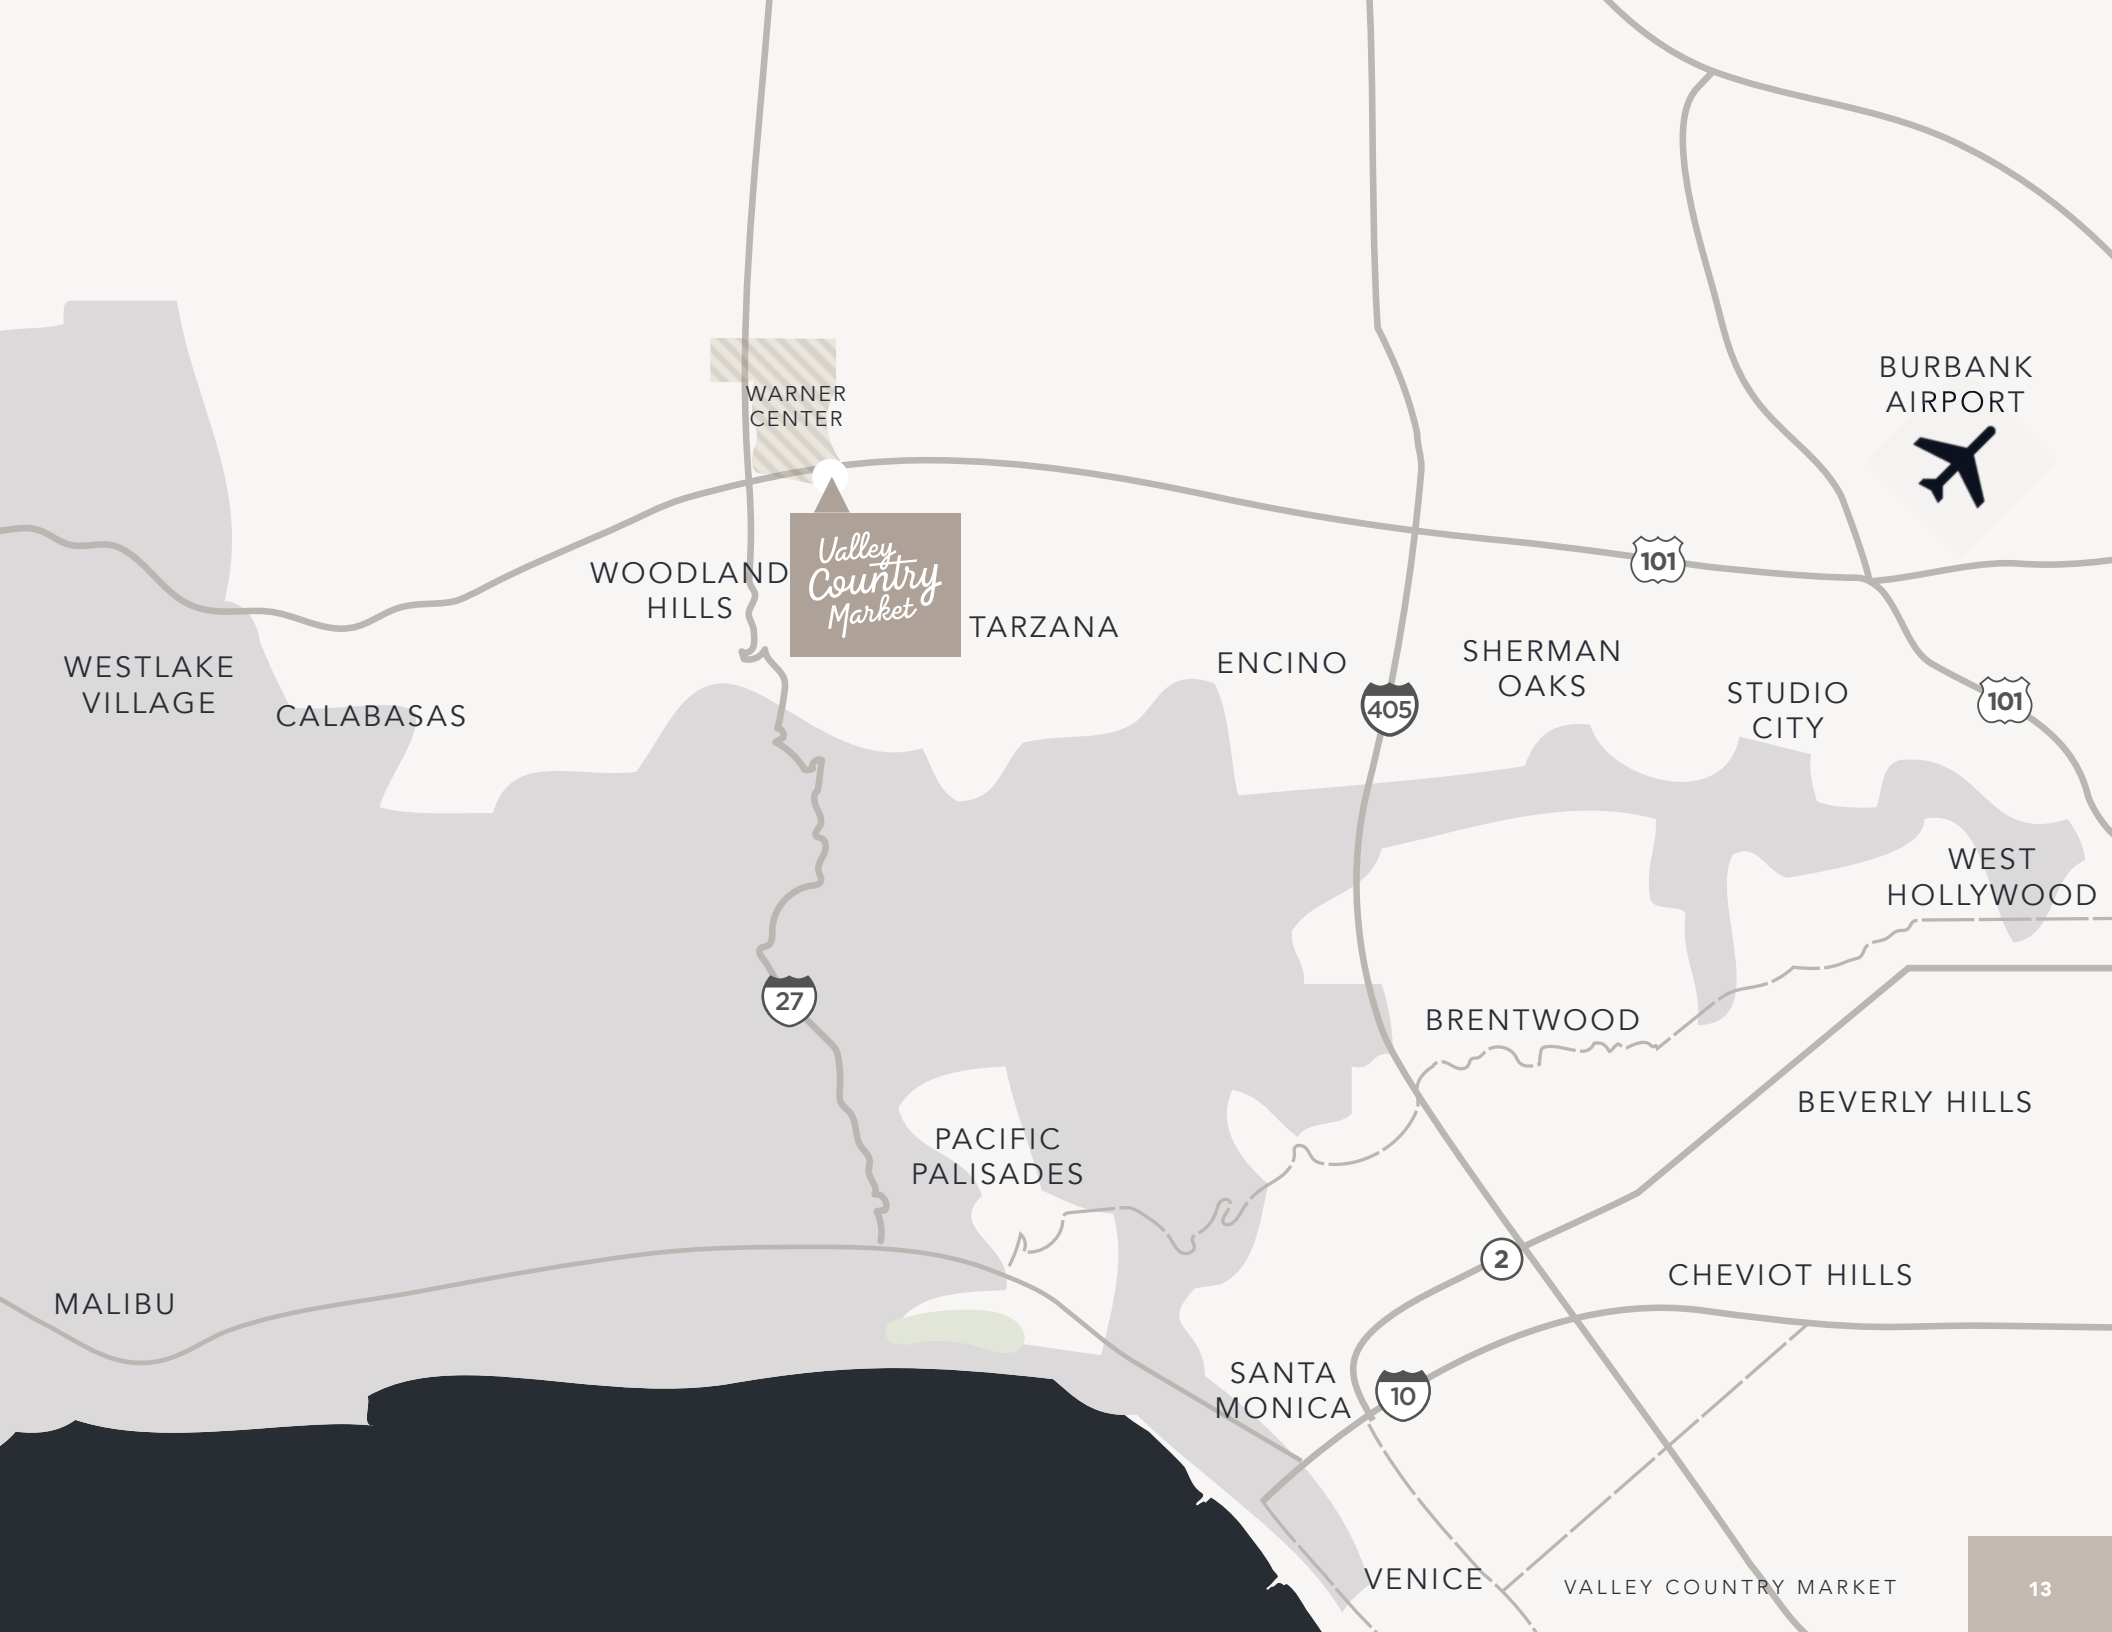 BURBANK
AIRPORT
WARNER
CENTER
Valley
Country
Market
WOODLAND
HILLS
TARZANA
101
ENCINO
SHERMAN
OAKS
WESTLAKE
VILLAGE
CALABASAS
405
STUDIO
CITY
101
WEST
HOLLYWOOD
27
BRENTWOOD
BEVERLY HILLS
PACIFIC
PALISADES
2
CHEVIOT HILLS
MALIBU
SANTA
MONICA
10
VENICE
VALLEY COUNTRY MARKET
13